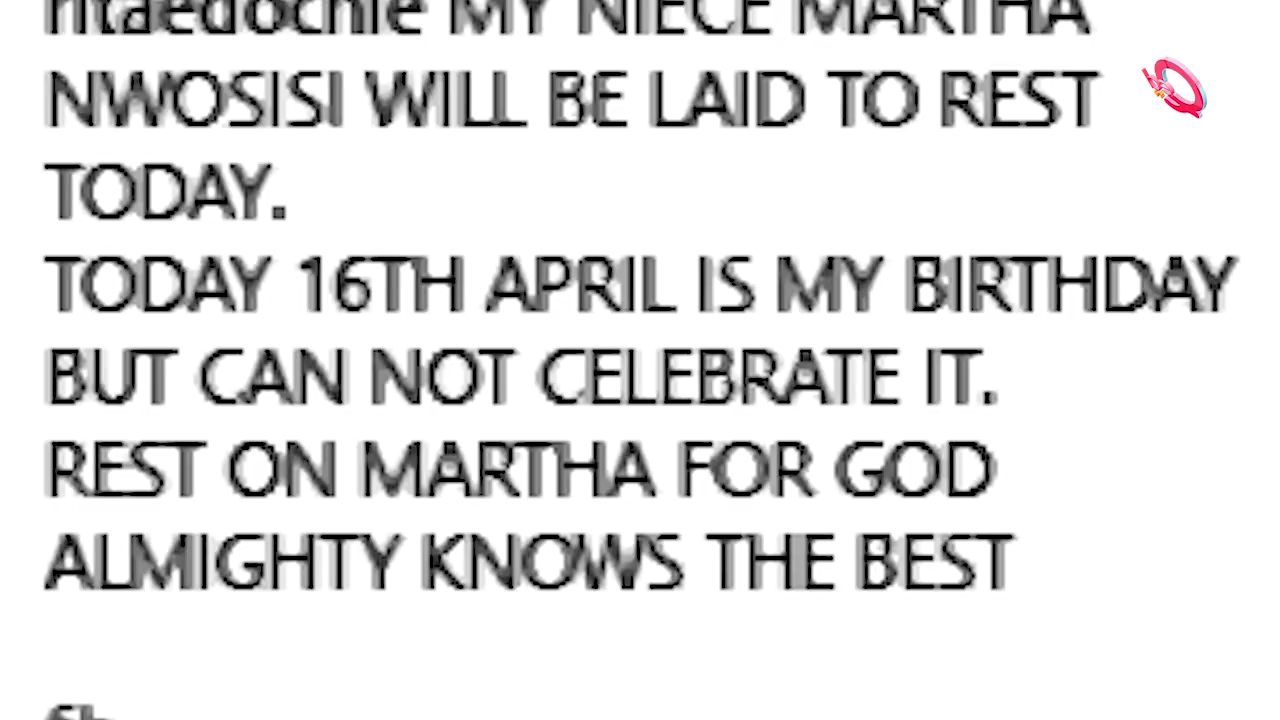 MY NIECE MARTHA
NWOSISI WILL BE LAID TO REST
TODAY.
TODAY 16TH APRIL IS MY BIRTHDAY
BUT CAN NOT CELEBRATE IT.
REST ON MARTHA FOR GOD
ALMIGHTY KNOWS THE BEST